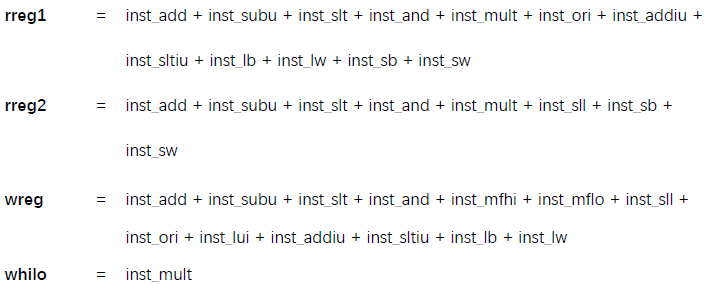 rreg1 = inst_add + inst_subu + inst_slt + inst_and + inst_mult + inst_ori + inst_addiu +
inst_sltiu + inst_lb + inst_lw + inst_sb + inst_sw
rreg2 = inst_add + inst_subu + inst_slt + inst_and + inst_mult + inst_sll + inst_sb +
inst_sw
wreg = inst_add + inst_subu + inst_slt + inst_and + inst_mfhi + inst_mflo + inst_sll +
inst_ori + inst_lui + inst_addiu + inst_sltiu + inst_lb + inst_lw
whilo = inst_mult